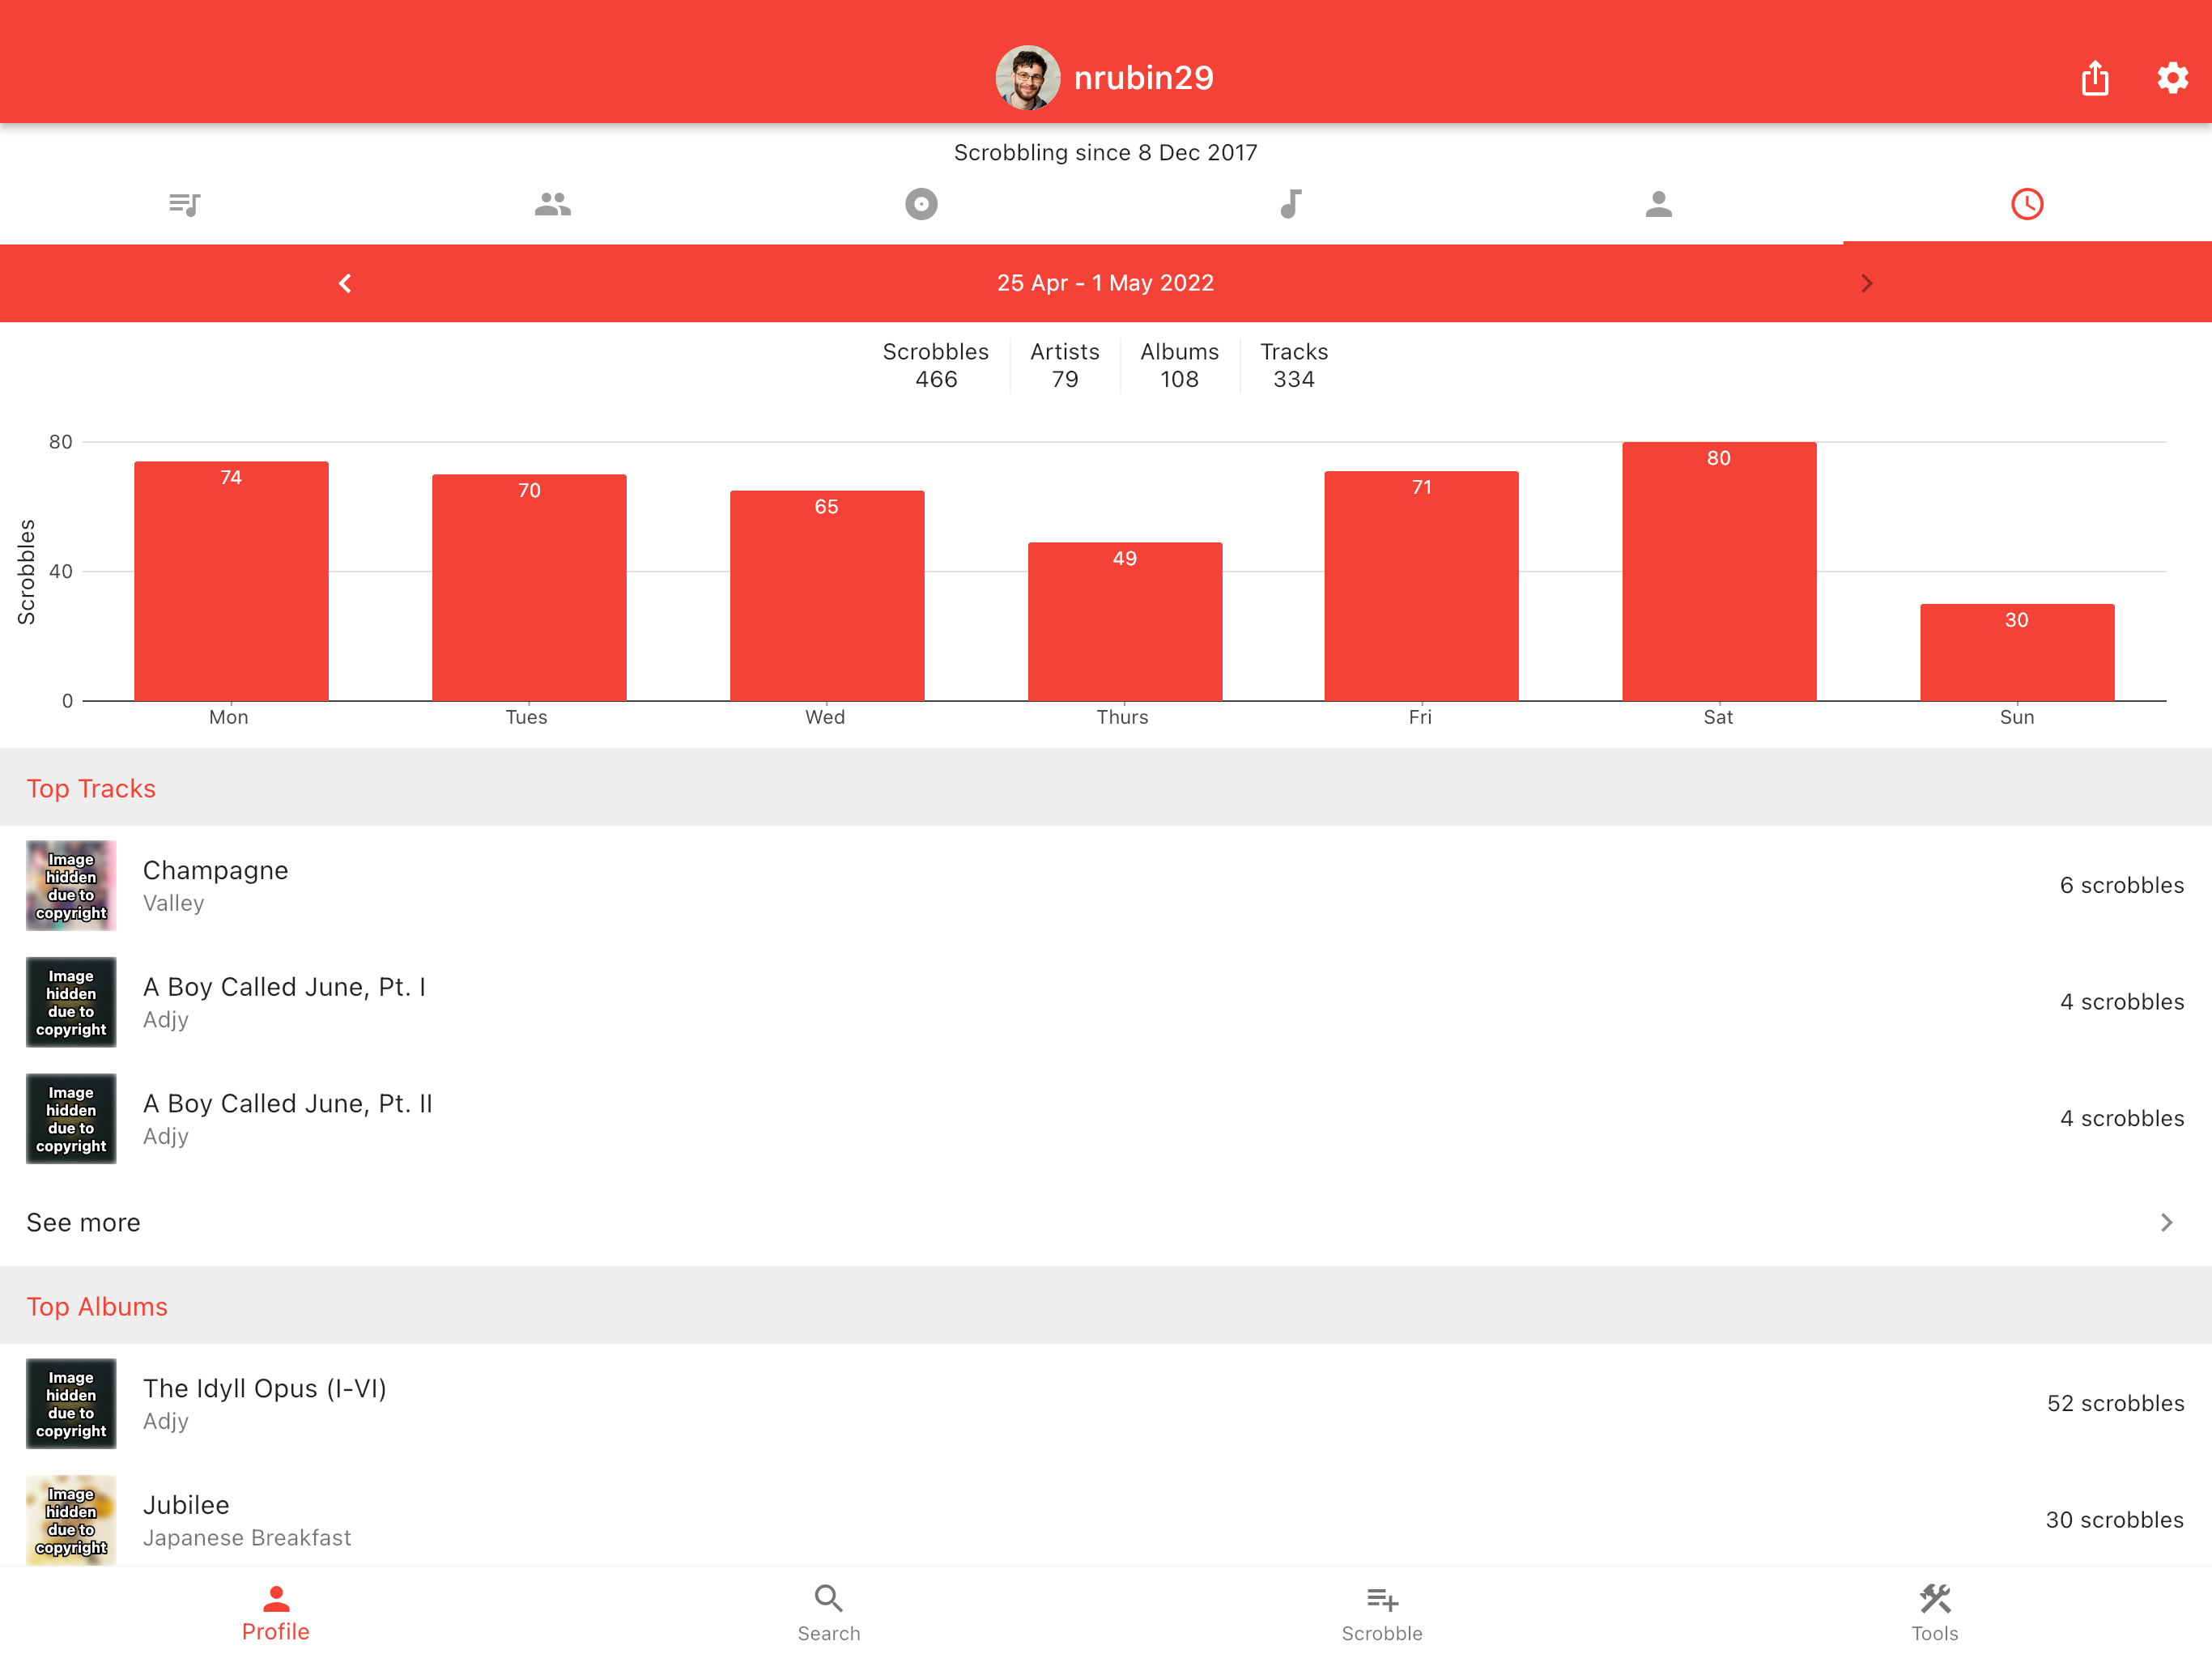 nrubin29
Scrobbling since 8 Dec 2017
25 Apr - 1 May 2022
Scrobbles Artists Albums Tracks
466 79 108 334
Scrobbles
80
40
0
74 70 65 49 71 80 30
Mon Tues Wed Thurs Fri Sat Sun
Top Tracks
Image
hidden
due to
copyright
Champagne
Valley
6 scrobbles
Image
hidden
due to
copyright
A Boy Called June, Pt. I
Adjy
4 scrobbles
Image
hidden
due to
copyright
A Boy Called June, Pt. II
Adjy
4 scrobbles
See more
Top Albums
Image
hidden
due to
copyright
The Idyll Opus (I-VI)
Adjy
52 scrobbles
Image
hidden
due to
copyright
Jubilee
Japanese Breakfast
30 scrobbles
Profile Search Scrobble Tools